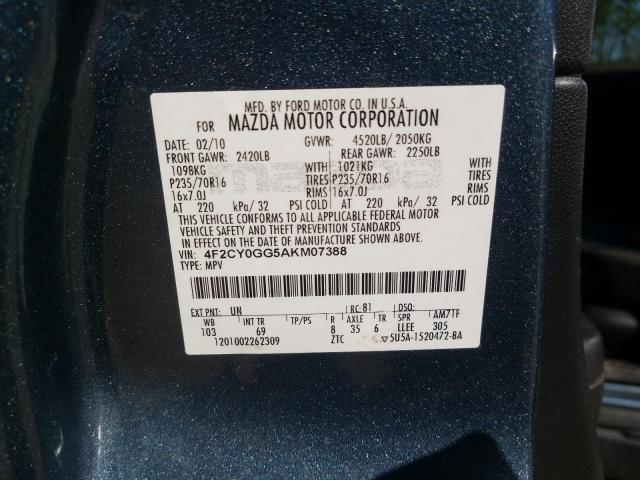 MFD. BY FORD MOTOR CO. IN U.S.A.
FOR MAZDA MOTOR CORPORATION
DATE: 02/10 GVWR: 4520LB/ 2050KG
FRONT GAWR: 2420LB REAR GAWR: 2250LB
1098KG WITH 1021KG WITH
P235/70R16 TIRES P235/70R16 TIRES
16x7.0J RIMS 16x7.0J RIMS
AT 220 kPa/ 32 PSI COLD AT 220 kPa/ 32 PSI COLD
THIS VEHICLE CONFORMS TO ALL APPLICABLE FEDERAL MOTOR
VEHICLE SAFETY AND THEFT PREVENTION STANDARDS
IN EFFECT ON THE DATE OF MANUFACTURE SHOWN ABOVE.
VIN: 4F2CY0GG5AKM07388
TYPE: MPV
EXT PNT: UN RC: 81 DSO:
WB INT TR TP/PS R AXLE TR SPR AM7TF
103 69 8 35 6 LLEE 305
1201002262309 ZTC ▽5U5A-1520472-BA